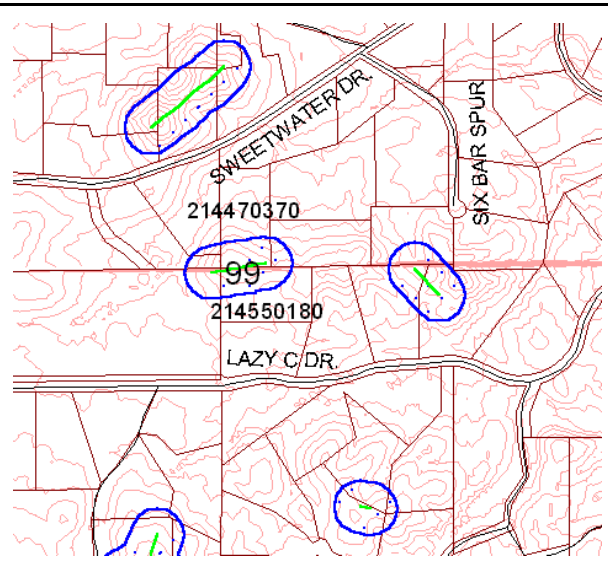 SWEETWATER DR.
SIX BAR SPUR
214470370
99
214550180
LAZY C DR.